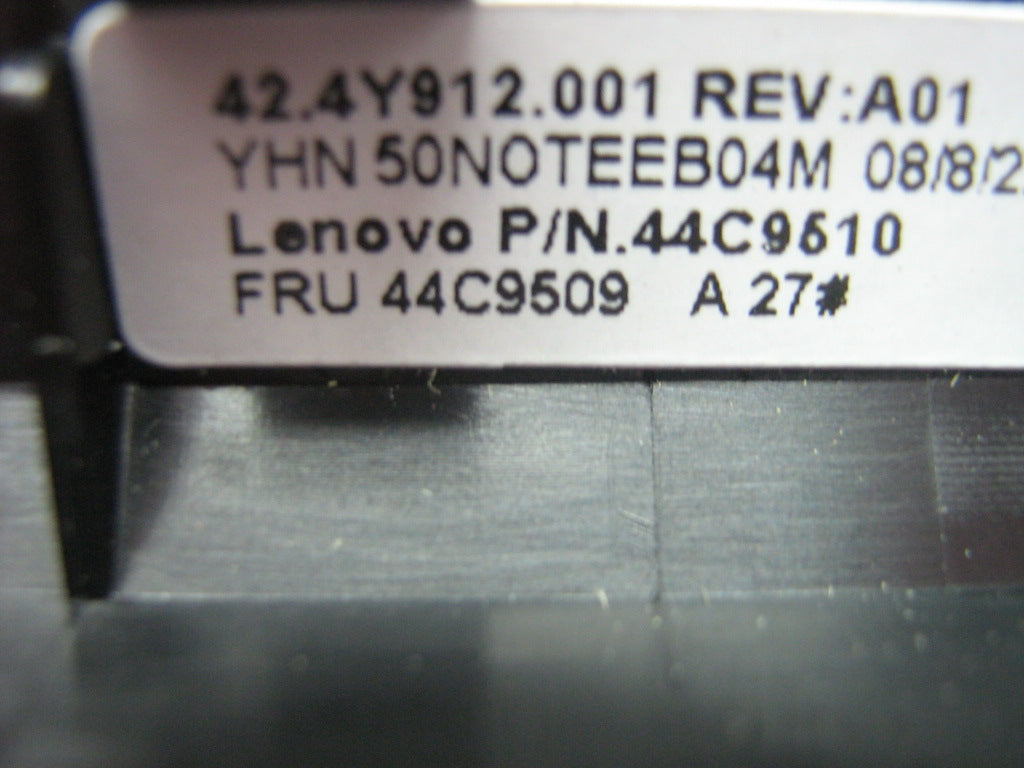 42.4Y912.001 REV:A01
YHN 50NOTEEB04M 08/8/2
Lenovo P/N.44C9510
FRU 44C9509 A 27#